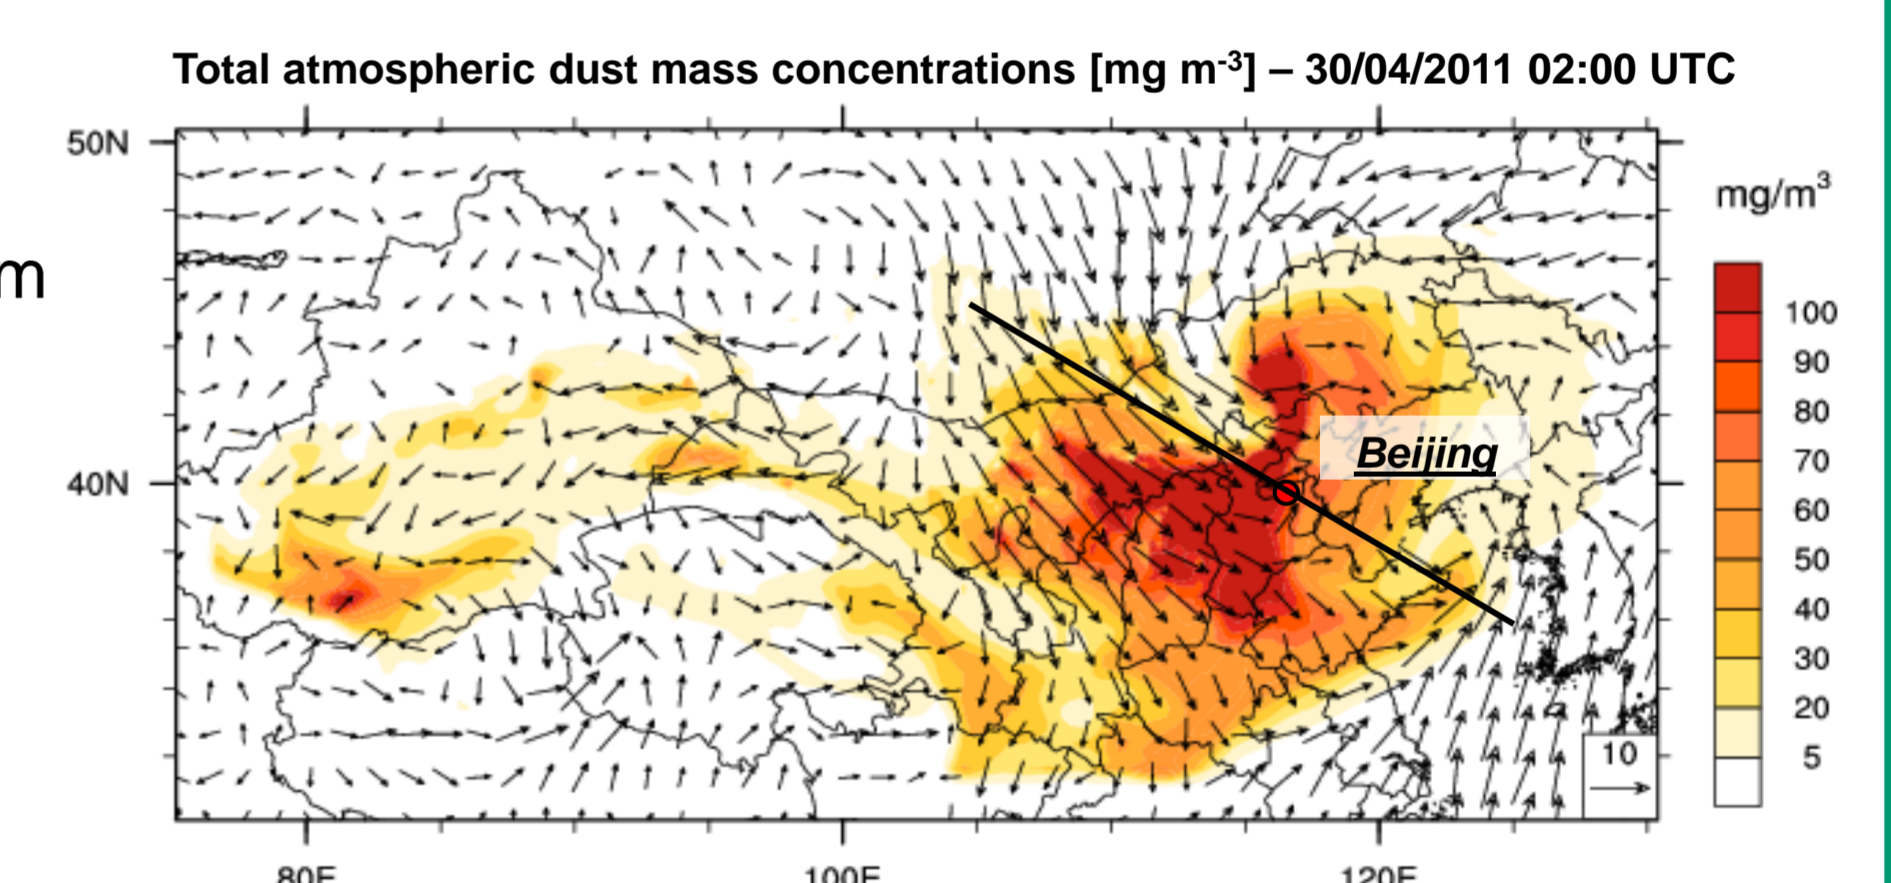 Total atmospheric dust mass concentrations [mg m-3] – 30/04/2011 02:00 UTC
50N
mg/m3
m
100
90
80
Beijing
70
40N
60
50
40
30
20
10
5
80E
100E
120E